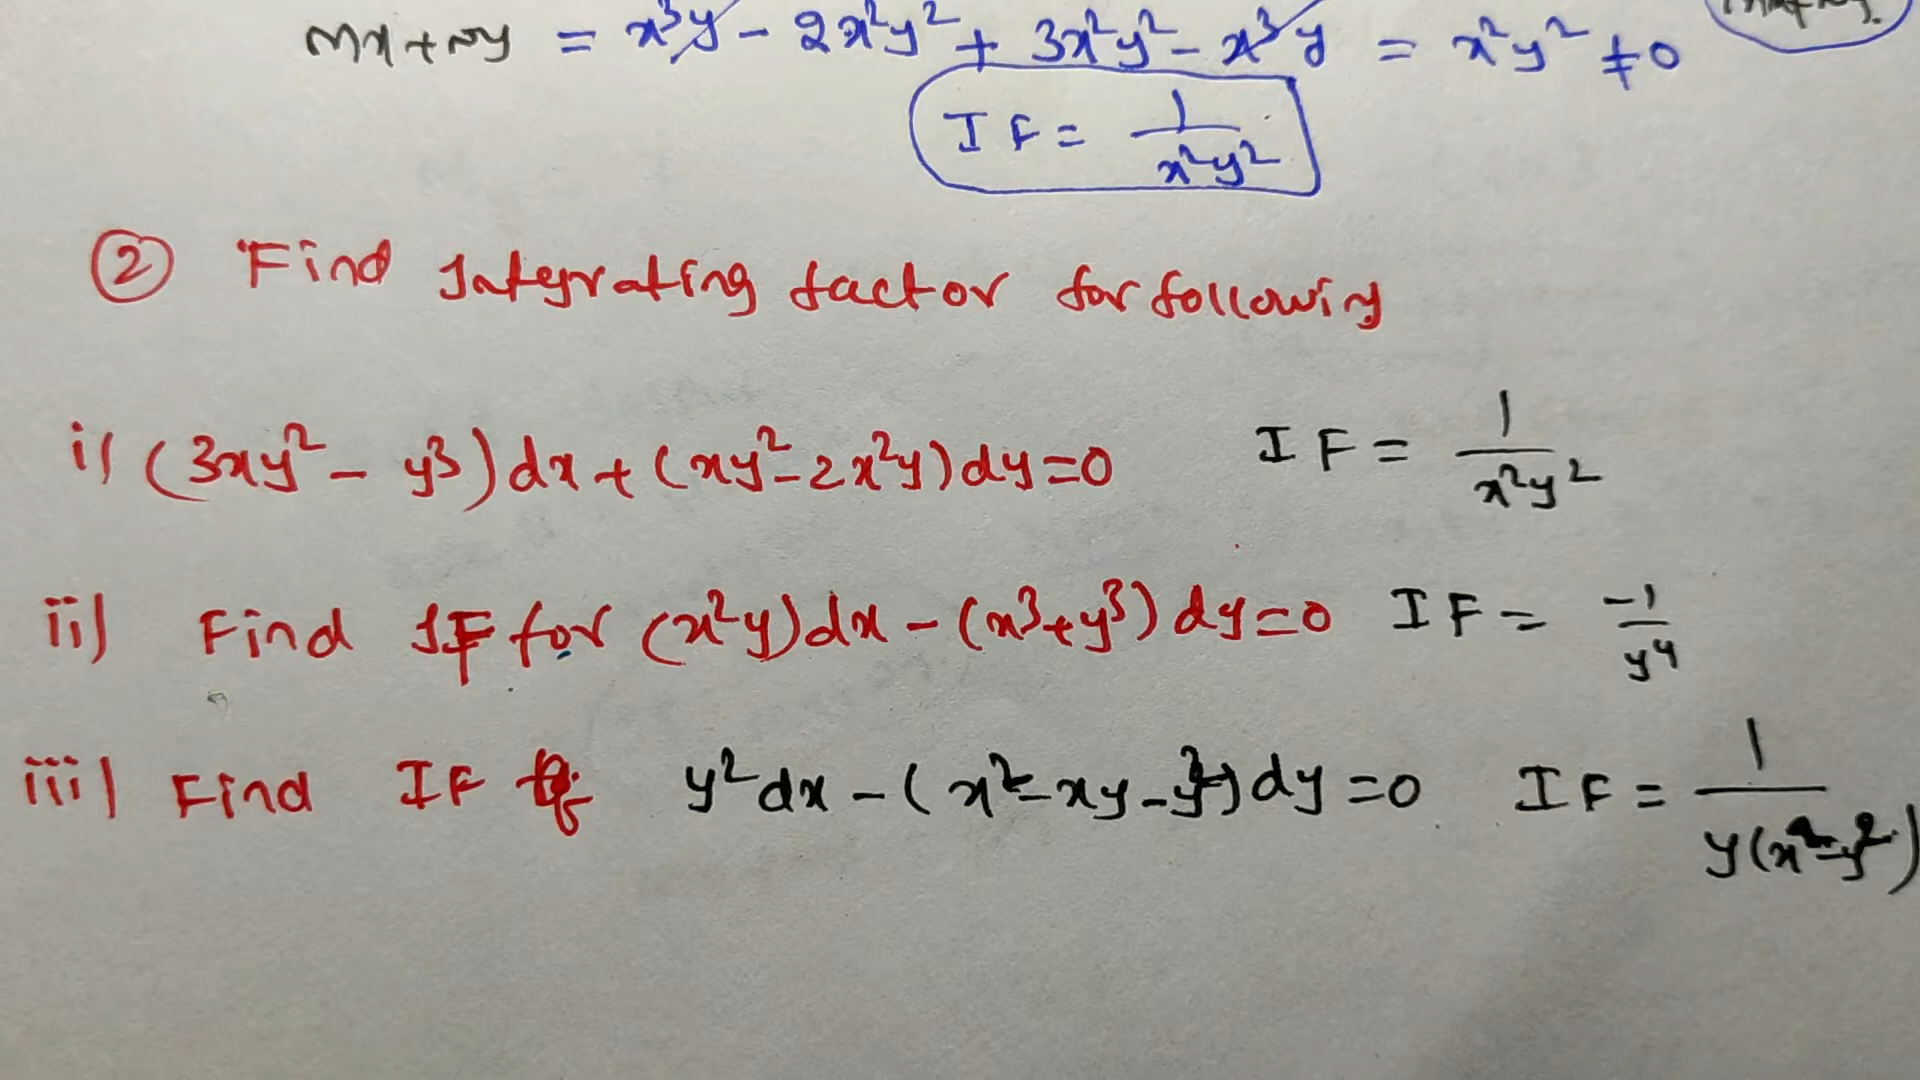 Mx+Ny = x³y - 2x²y² + 3x²y² - x³y = x²y² ≠ 0
IF = 1/x²y²
② Find Integrating factor for following
i) (3xy² - y³)dx + (xy² - 2x²y)dy = 0 IF = 1/x²y²
ii) Find IF for (x²y)dx - (x³+y³)dy = 0 IF = -1/y⁴
iii) Find IF of y²dx - (x² - xy - y²)dy = 0 IF = 1/y(x²-y²)